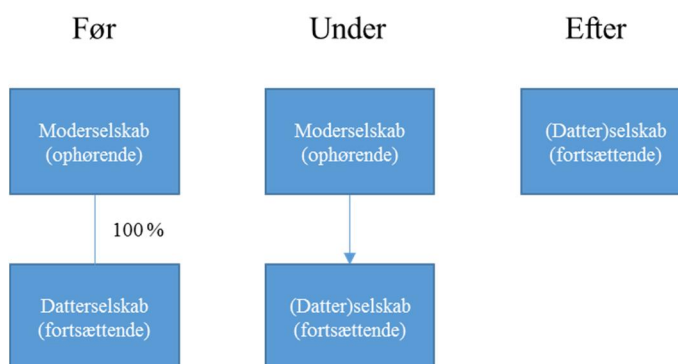 Før
Under
Efter
Moderselskab
(ophørende)
Moderselskab
(ophørende)
(Datter)selskab
(fortsættende)
100 %
Datterselskab
(fortsættende)
(Datter)selskab
(fortsættende)